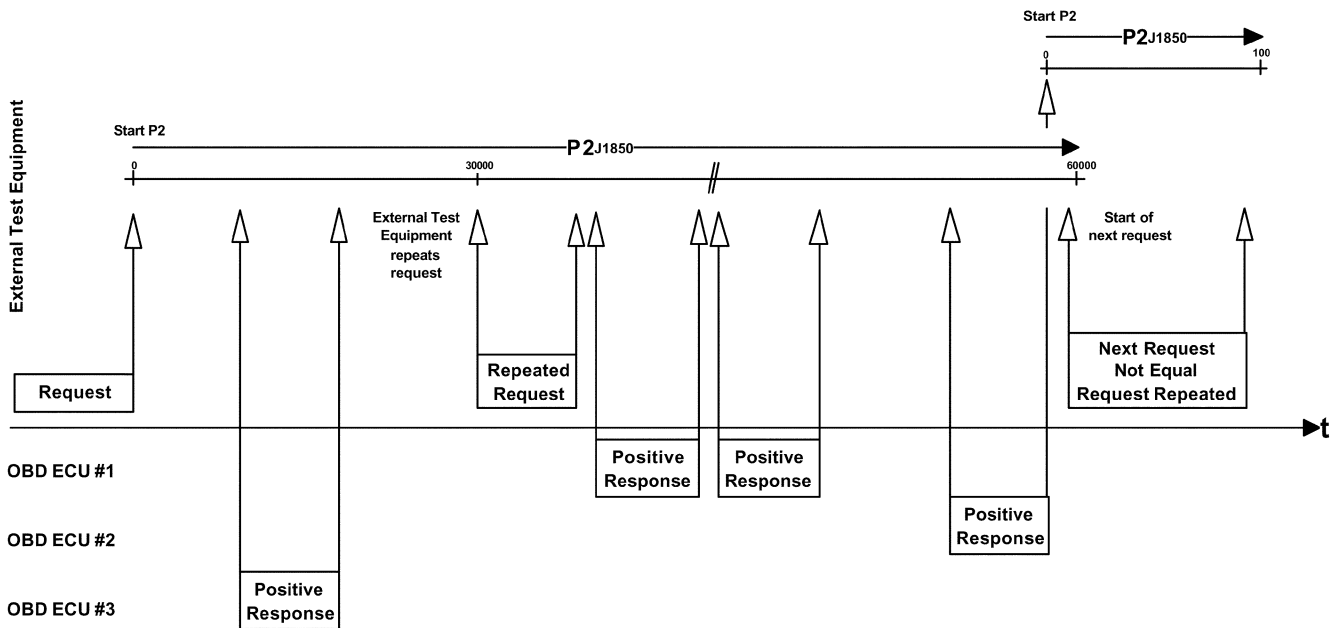 Start P2
P2J1850
0
100
External Test Equipment
Start P2
P2J1850
0
30000
60000
External Test
Equipment
repeats
request
Start of
next request
Request
Repeated
Request
Next Request
Not Equal
Request Repeated
t
OBD ECU #1
Positive
Response
Positive
Response
OBD ECU #2
Positive
Response
OBD ECU #3
Positive
Response